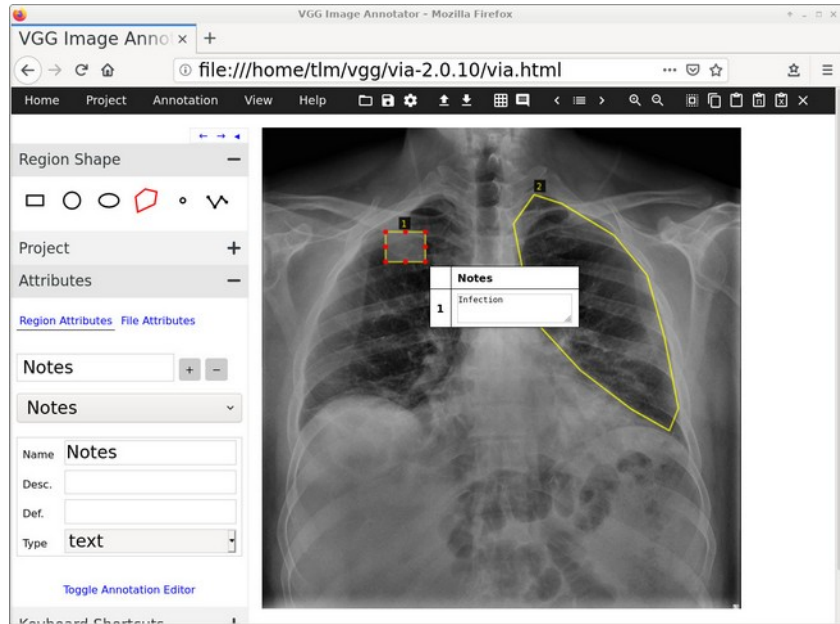 VGG Image Annotator - Mozilla Firefox
VGG Image Anno
file:///home/tlm/vgg/via-2.0.10/via.html
Home Project Annotation View Help
Region Shape
Project
Attributes
Region Attributes File Attributes
Notes
Notes
Name Notes
Desc.
Def.
Type text
Toggle Annotation Editor
Keyboard Shortcuts
1
2
Notes
1 Infection